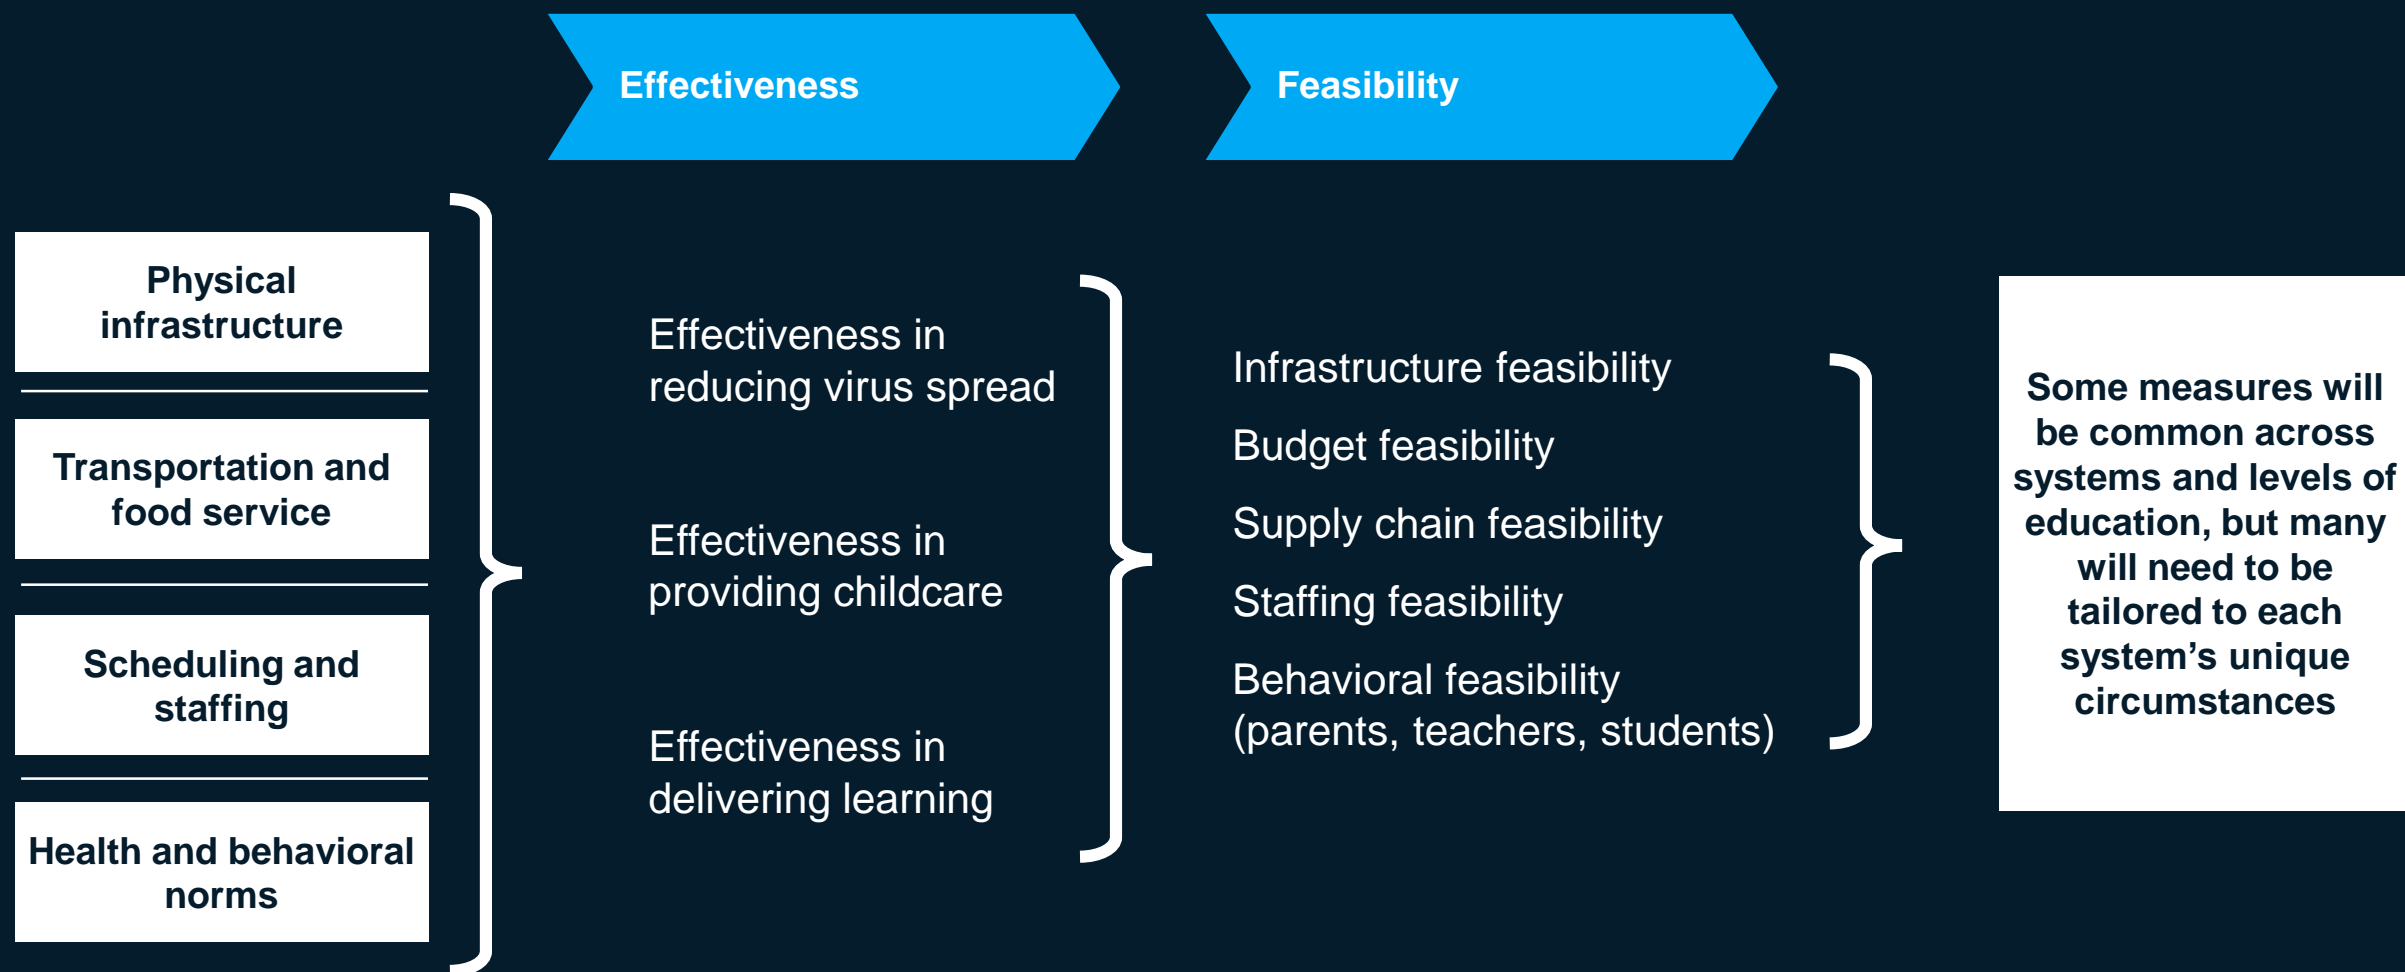 Effectiveness
Feasibility
Physical
infrastructure
Transportation and
food service
Scheduling and
staffing
Health and behavioral
norms
Effectiveness in
reducing virus spread
Effectiveness in
providing childcare
Effectiveness in
delivering learning
Infrastructure feasibility
Budget feasibility
Supply chain feasibility
Staffing feasibility
Behavioral feasibility
(parents, teachers, students)
Some measures will
be common across
systems and levels of
education, but many
will need to be
tailored to each
system’s unique
circumstances